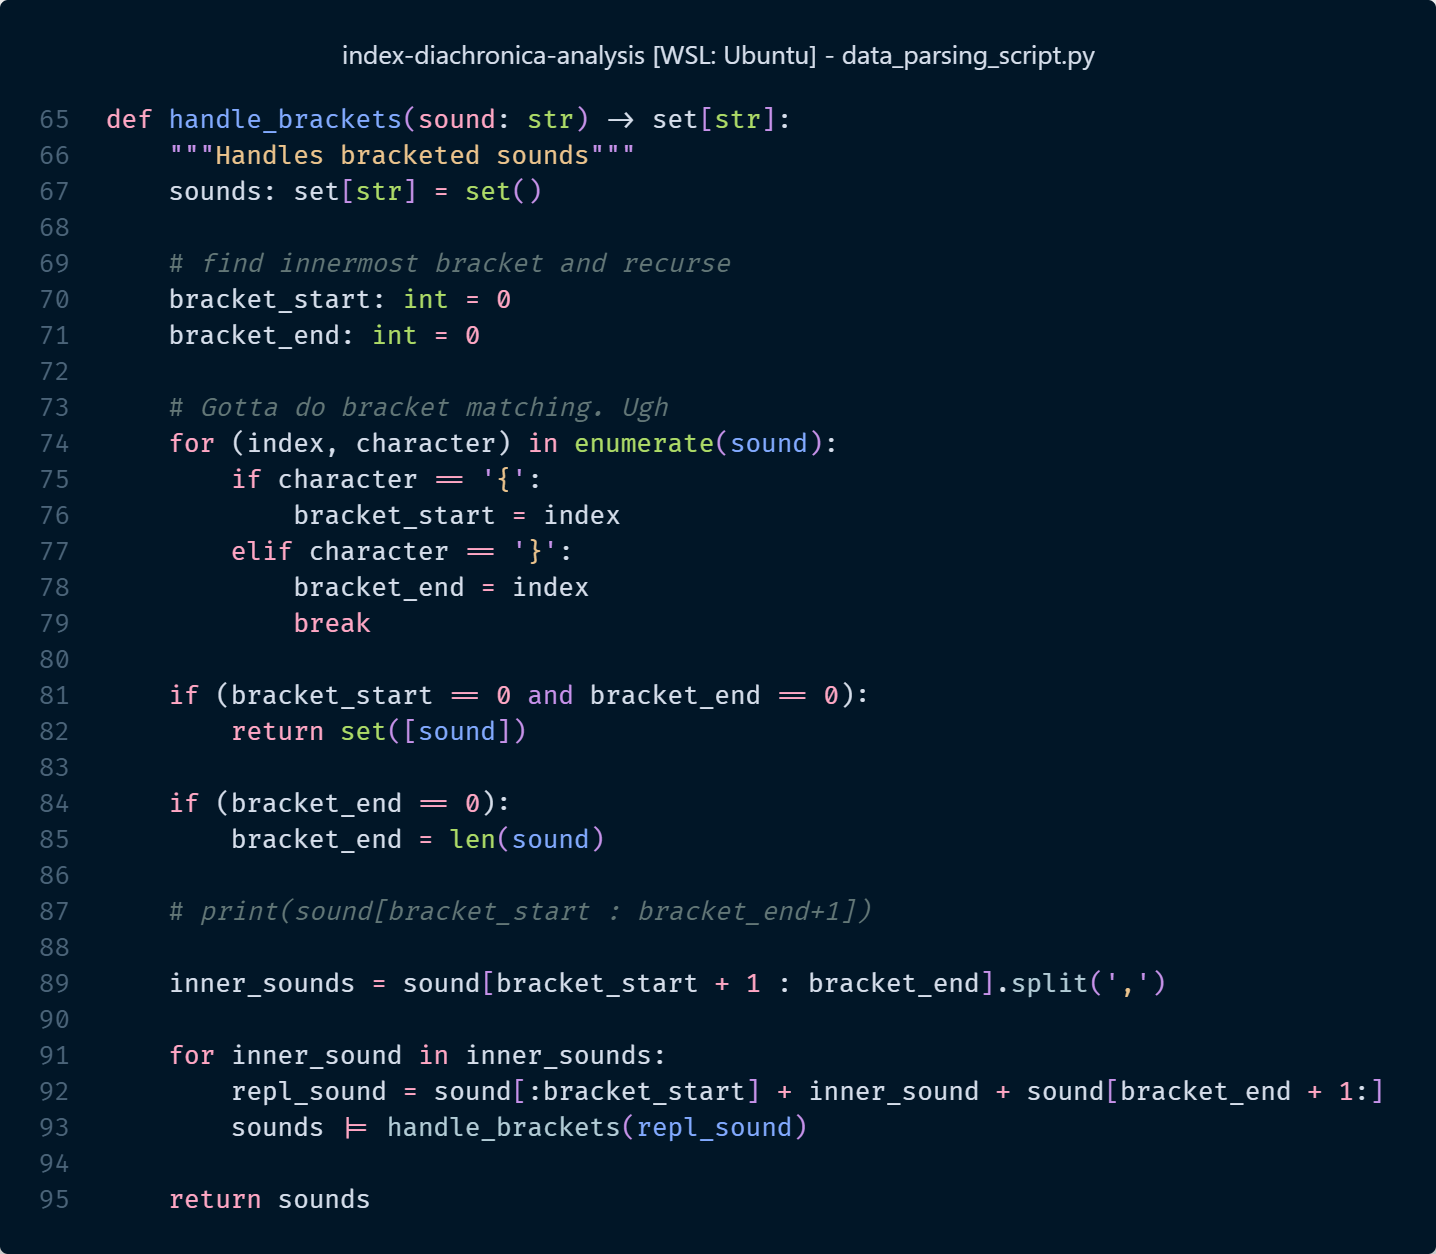 index-diachronica-analysis [WSL: Ubuntu] - data_parsing_script.py
65 def handle_brackets(sound: str) -> set[str]:
66     """Handles bracketed sounds"""
67     sounds: set[str] = set()
68
69     # find innermost bracket and recurse
70     bracket_start: int = 0
71     bracket_end: int = 0
72
73     # Gotta do bracket matching. Ugh
74     for (index, character) in enumerate(sound):
75         if character == '{':
76             bracket_start = index
77         elif character == '}':
78             bracket_end = index
79             break
80
81     if (bracket_start == 0 and bracket_end == 0):
82         return set([sound])
83
84     if (bracket_end == 0):
85         bracket_end = len(sound)
86
87     # print(sound[bracket_start : bracket_end+1])
88
89     inner_sounds = sound[bracket_start + 1 : bracket_end].split(',')
90
91     for inner_sound in inner_sounds:
92         repl_sound = sound[:bracket_start] + inner_sound + sound[bracket_end + 1:]
93         sounds |= handle_brackets(repl_sound)
94
95     return sounds